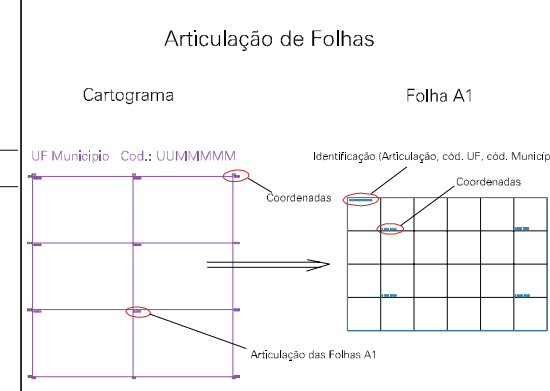 Articulação de Folhas
Cartograma
Folha A1
UF Municipio Cod.: UUMMMMM
Identificação (Articulação, cód. UF, cód. Municíp
Coordenadas
Coordenadas
Articulação das Folhas A1